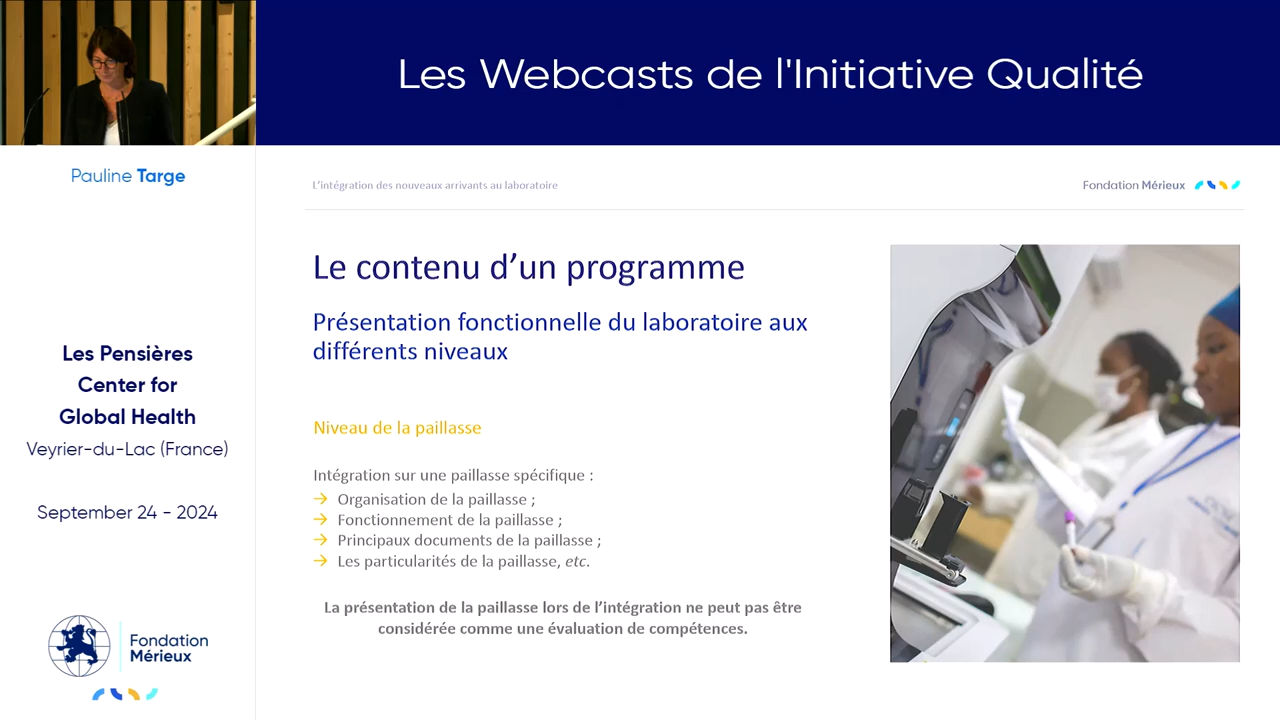 Les Webcasts de l'Initiative Qualité
Pauline Targe
Les Pensières
Center for
Global Health
Veyrier-du-Lac (France)
September 24 - 2024
Fondation
Mérieux
L'intégration des nouveaux arrivants au laboratoire
Fondation Mérieux
Le contenu d'un programme
Présentation fonctionnelle du laboratoire aux
différents niveaux
Niveau de la paillasse
Intégration sur une paillasse spécifique :
→ Organisation de la paillasse ;
→ Fonctionnement de la paillasse ;
→ Principaux documents de la paillasse ;
→ Les particularités de la paillasse, etc.
La présentation de la paillasse lors de l'intégration ne peut pas être
considérée comme une évaluation de compétences.